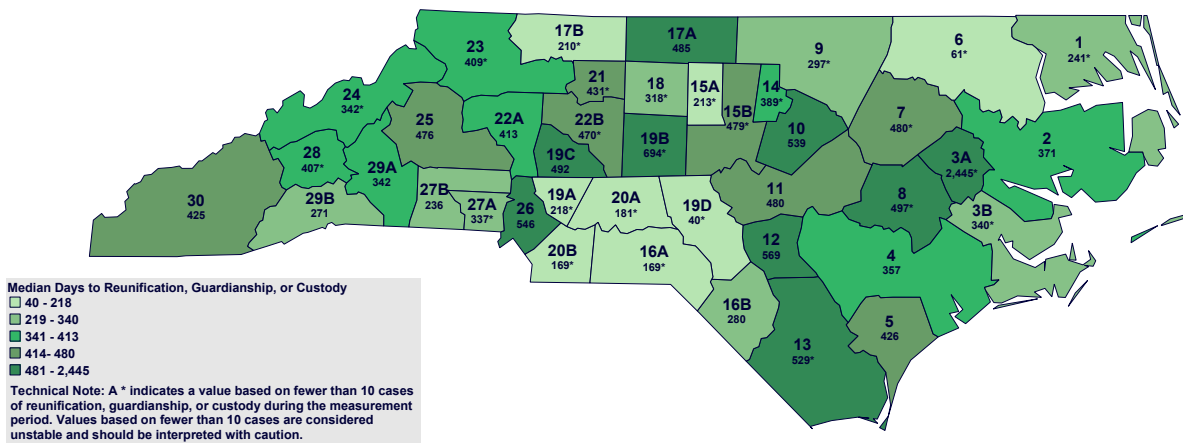 23
409*
17B
210*
17A
485
9
297*
6
61*
1
241*
24
342*
21
431*
18
318*
15A
213*
15B
479*
14
389*
7
480*
25
476
22A
413
22B
470*
19B
694*
10
539
2
371
28
407*
29A
342
19C
492
3A
2,445*
30
425
29B
271
27B
236
27A
337*
26
546
19A
218*
20A
181*
19D
40*
11
480
8
497*
3B
340*
20B
169*
16A
169*
12
569
4
357
16B
280
5
426
13
529*
Median Days to Reunification, Guardianship, or Custody
40 - 218
219 - 340
341 - 413
414- 480
481 - 2,445
Technical Note: A * indicates a value based on fewer than 10 cases
of reunification, guardianship, or custody during the measurement
period. Values based on fewer than 10 cases are considered
unstable and should be interpreted with caution.